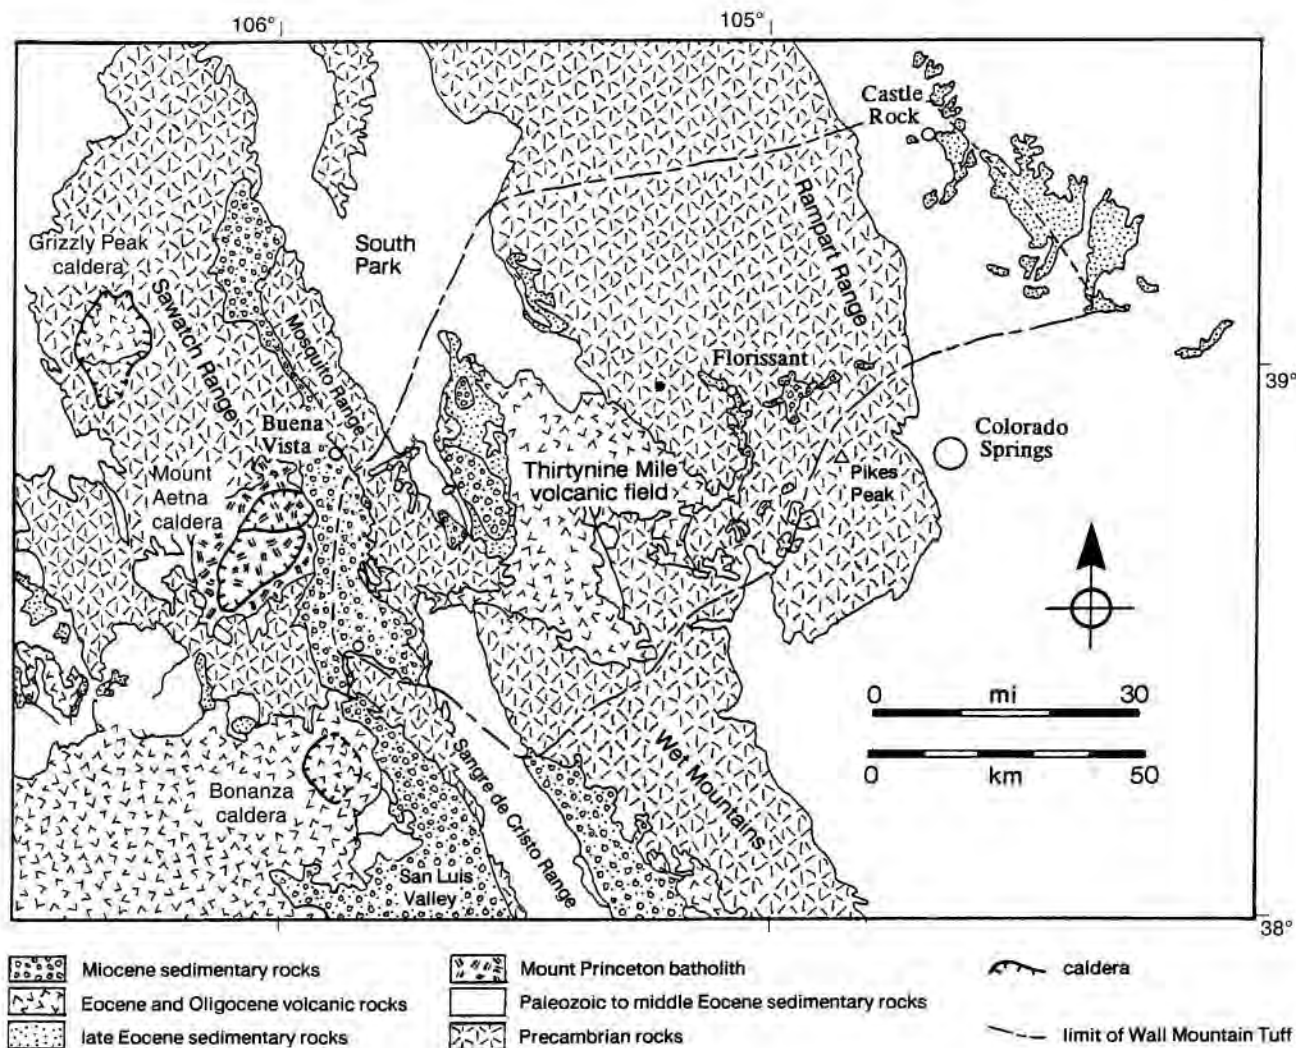 106°
105°
Castle
Rock
Grizzly Peak
caldera
South
Park
Rampart Range
Sawatch Range
Mosquito Range
Florissant
39°
Buena
Vista
Colorado
Springs
Thirtynine Mile
volcanic field
Mount
Aetna
caldera
Pikes
Peak
0 mi 30
Wet Mountains
Sangre de Cristo Range
0 km 50
Bonanza
caldera
San Luis
Valley
38°
Miocene sedimentary rocks
Mount Princeton batholith
caldera
Eocene and Oligocene volcanic rocks
Paleozoic to middle Eocene sedimentary rocks
late Eocene sedimentary rocks
Precambrian rocks
limit of Wall Mountain Tuff